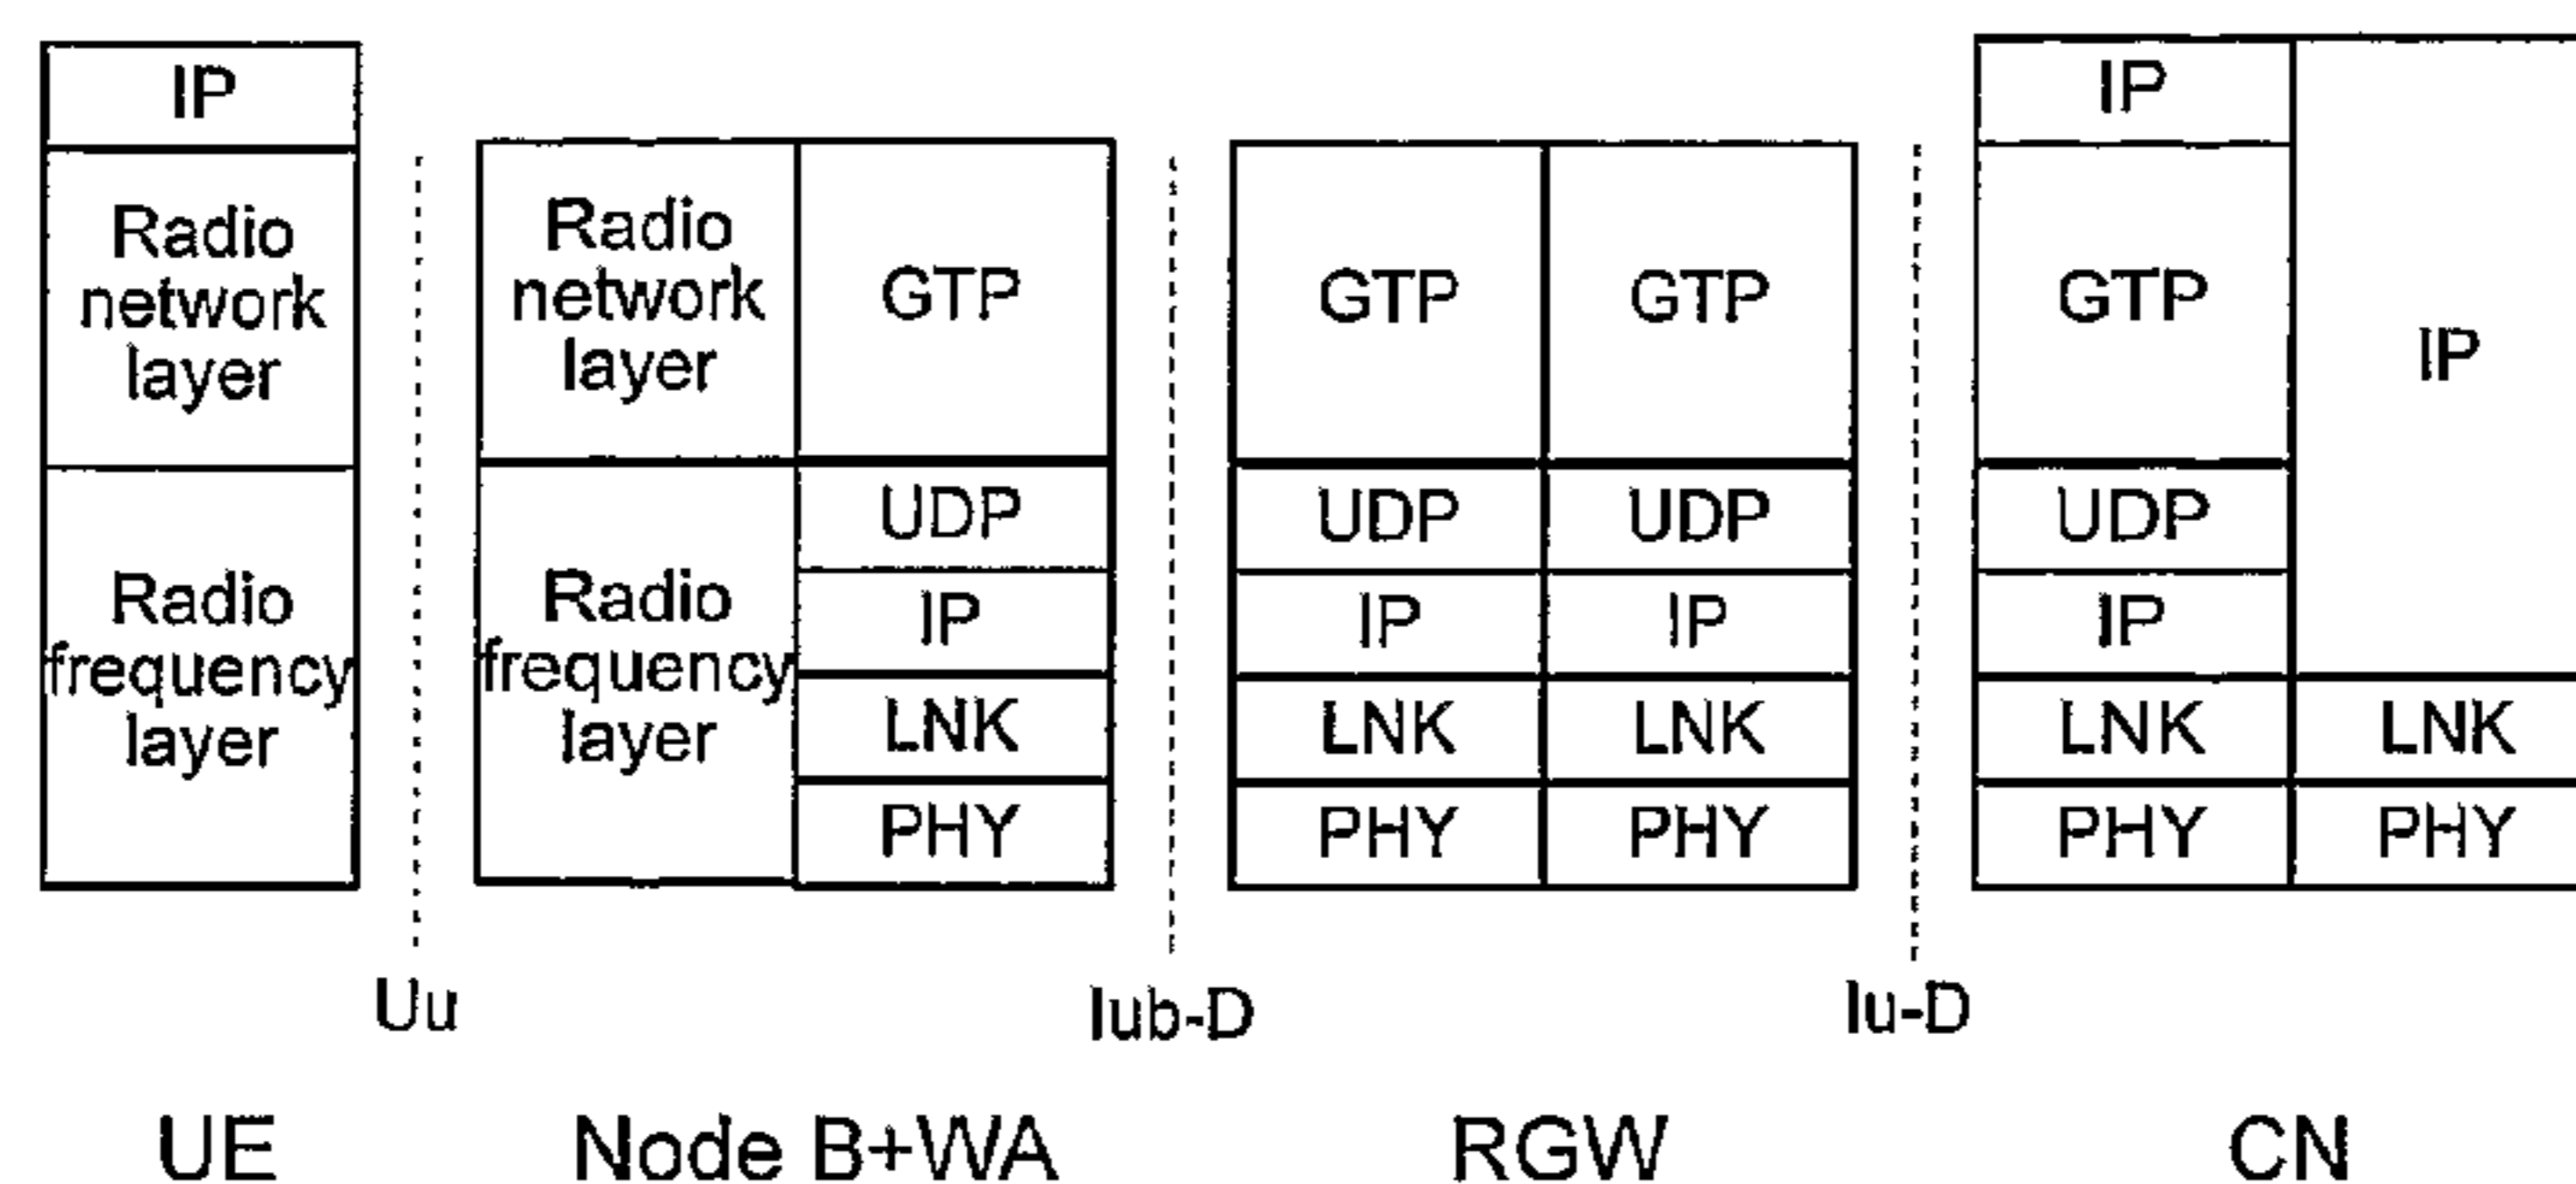 IP
Radio
network
layer
Radio
frequency
layer
Uu
Radio
network
layer
Radio
frequency
layer
GTP
UDP
IP
LNK
PHY
Iub-D
GTP
UDP
IP
LNK
PHY
GTP
UDP
IP
LNK
PHY
Iu-D
IP
GTP
UDP
IP
LNK
PHY
IP
LNK
PHY
UE
Node B+WA
RGW
CN